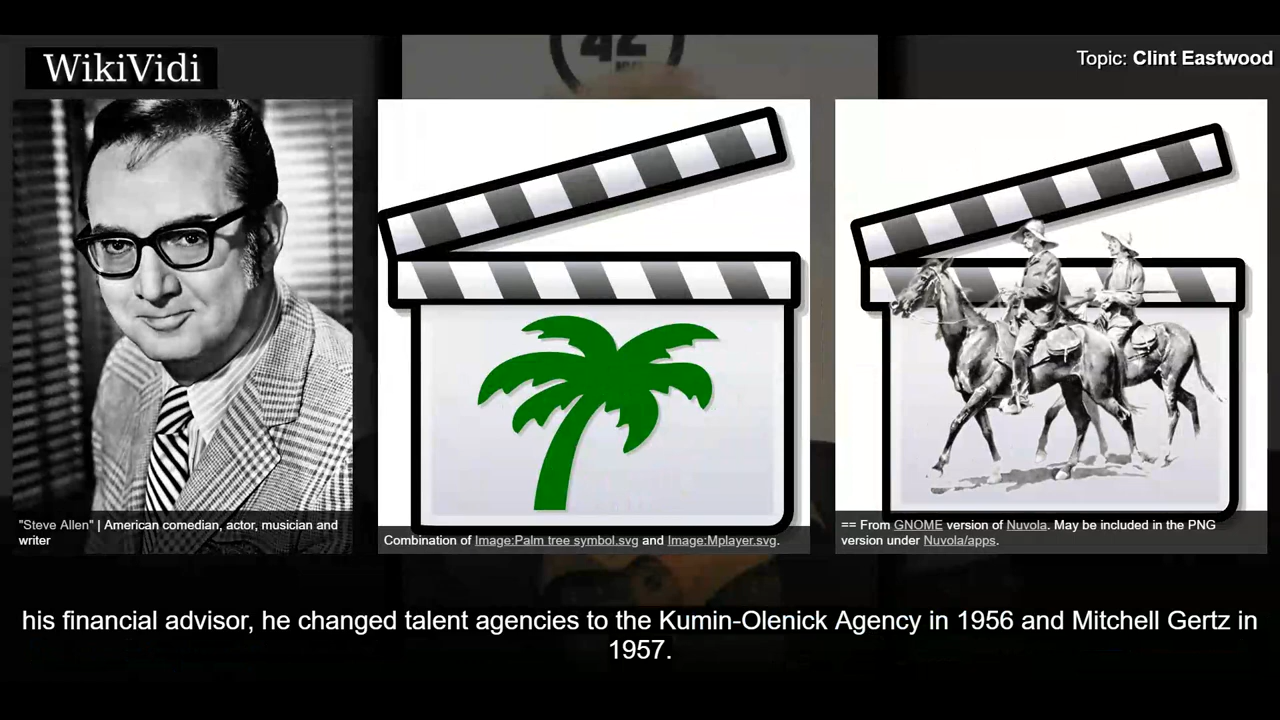 WikiVidi
Topic: Clint Eastwood
42
"Steve Allen" | American comedian, actor, musician and
writer
Combination of Image:Palm tree symbol.svg and Image:Mplayer.svg.
== From GNOME version of Nuvola. May be included in the PNG
version under Nuvola/apps.
his financial advisor, he changed talent agencies to the Kumin-Olenick Agency in 1956 and Mitchell Gertz in
1957.